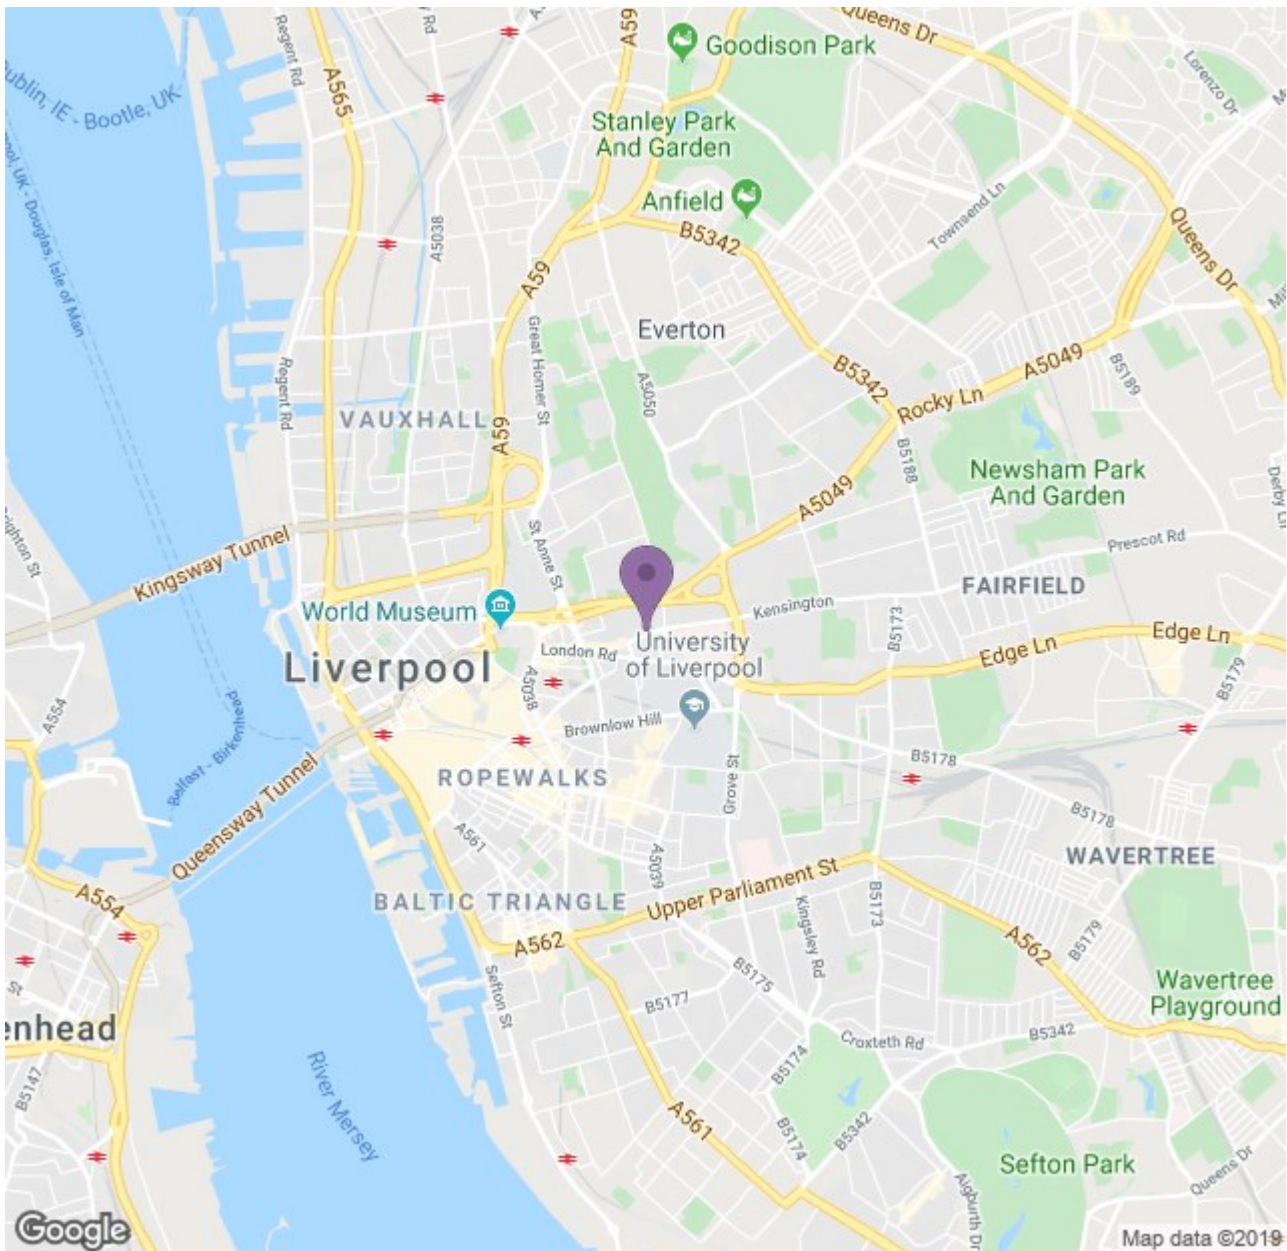 Queens Dr
Goodison Park
A59
Regent Rd
Lorenzo Dr
Dublin, IE - Bootle, UK
A565
Stanley Park
And Garden
Anfield
Townsend Ln
B5342
Queens Dr
A5038
UK - Douglas, Isle of Man
A59
Great Homer St
Everton
A5049
B5342
A5050
B5189
Regent Rd
Rocky Ln
VAUXHALL
A59
B5188
Newsham Park
And Garden
A5049
Derby Ln
St Anne St
Prescot Rd
Kingsway Tunnel
FAIRFIELD
World Museum
Kensington
B5173
Edge Ln
Edge Ln
University
of Liverpool
London Rd
Liverpool
B5179
A5038
A554
Belfast - Birkenhead
Brownlow Hill
B5178
Grove St
ROPEWALKS
Queensway Tunnel
B5178
A561
A5039
WAVERTREE
Upper Parliament St
A554
BALTIC TRIANGLE
B5173
Kingsley Rd
A562
A562
B5179
Sefton St
B5175
Wavertree
Playground
St
B5177
enhead
Croxteth Rd
B5342
B5174
B5147
River Mersey
A561
B5174
B5342
Sefton Park
Queens Dr
Aigburth Dr
Google
Map data ©2019